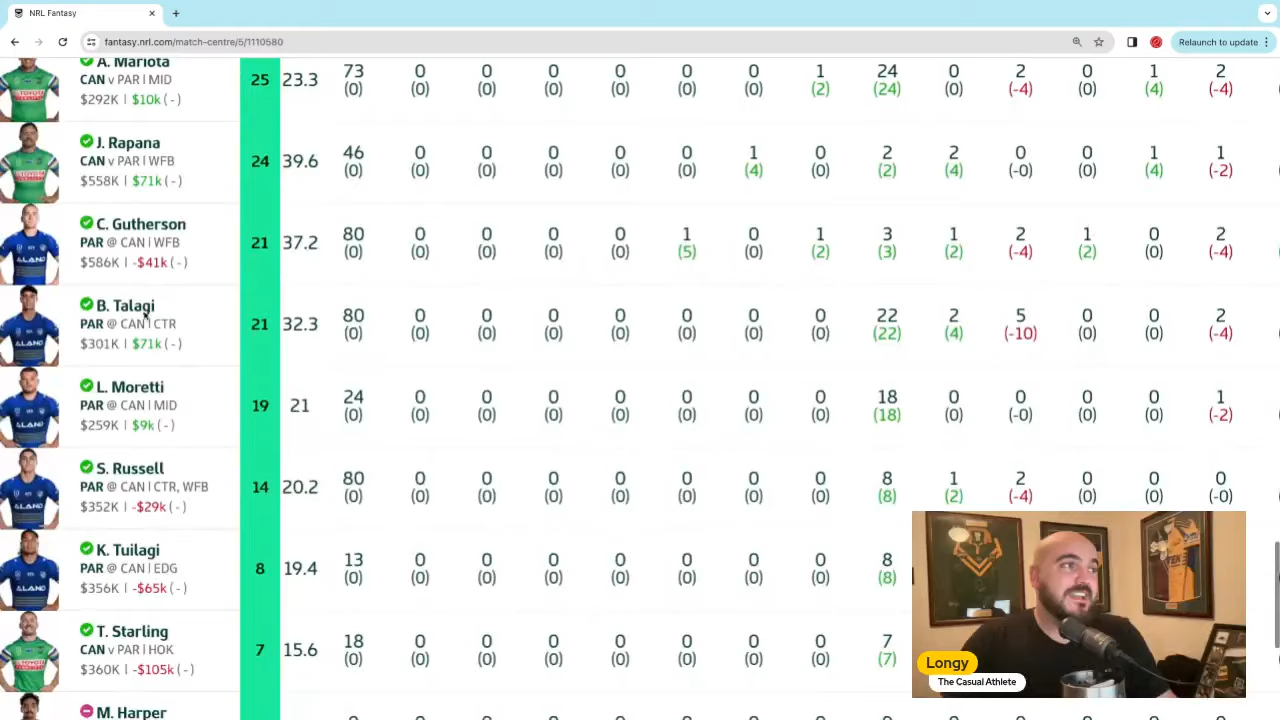 NRL Fantasy
fantasy.nrl.com/match-centre/5/1110580
Relaunch to update
A. Mariota
CAN v PAR | MID
$292K | $10k (-)
25 23.3 73 0 0 0 0 0 0 1 24 0 2 0 1 2
(0) (0) (0) (0) (0) (0) (0) (2) (24) (0) (-4) (0) (4) (-4)
J. Rapana
CAN v PAR | WFB
$558K | $71k (-)
24 39.6 46 0 0 0 0 0 1 0 2 2 0 0 1 1
(0) (0) (0) (0) (0) (0) (4) (0) (2) (4) (-0) (0) (4) (-2)
C. Gutherson
PAR @ CAN | WFB
$586K | -$41k (-)
21 37.2 80 0 0 0 0 1 0 1 3 1 2 1 0 2
(0) (0) (0) (0) (0) (5) (0) (2) (3) (2) (-4) (2) (0) (-4)
B. Talagi
PAR @ CAN | CTR
$301K | $71k (-)
21 32.3 80 0 0 0 0 0 0 0 22 2 5 0 0 2
(0) (0) (0) (0) (0) (0) (0) (0) (22) (4) (-10) (0) (0) (-4)
L. Moretti
PAR @ CAN | MID
$259K | $9k (-)
19 21 24 0 0 0 0 0 0 0 18 0 0 0 0 1
(0) (0) (0) (0) (0) (0) (0) (0) (18) (0) (-0) (0) (0) (-2)
S. Russell
PAR @ CAN | CTR, WFB
$352K | -$29k (-)
14 20.2 80 0 0 0 0 0 0 0 8 1 2 0 0 0
(0) (0) (0) (0) (0) (0) (0) (0) (8) (2) (-4) (0) (0) (-0)
K. Tuilagi
PAR @ CAN | EDG
$356K | -$65k (-)
8 19.4 13 0 0 0 0 0 0 0 8
(0) (0) (0) (0) (0) (0) (0) (0) (8)
T. Starling
CAN v PAR | HOK
$360K | -$105k (-)
7 15.6 18 0 0 0 0 0 0 0 7
(0) (0) (0) (0) (0) (0) (0) (0) (7)
M. Harper
Longy
The Casual Athlete